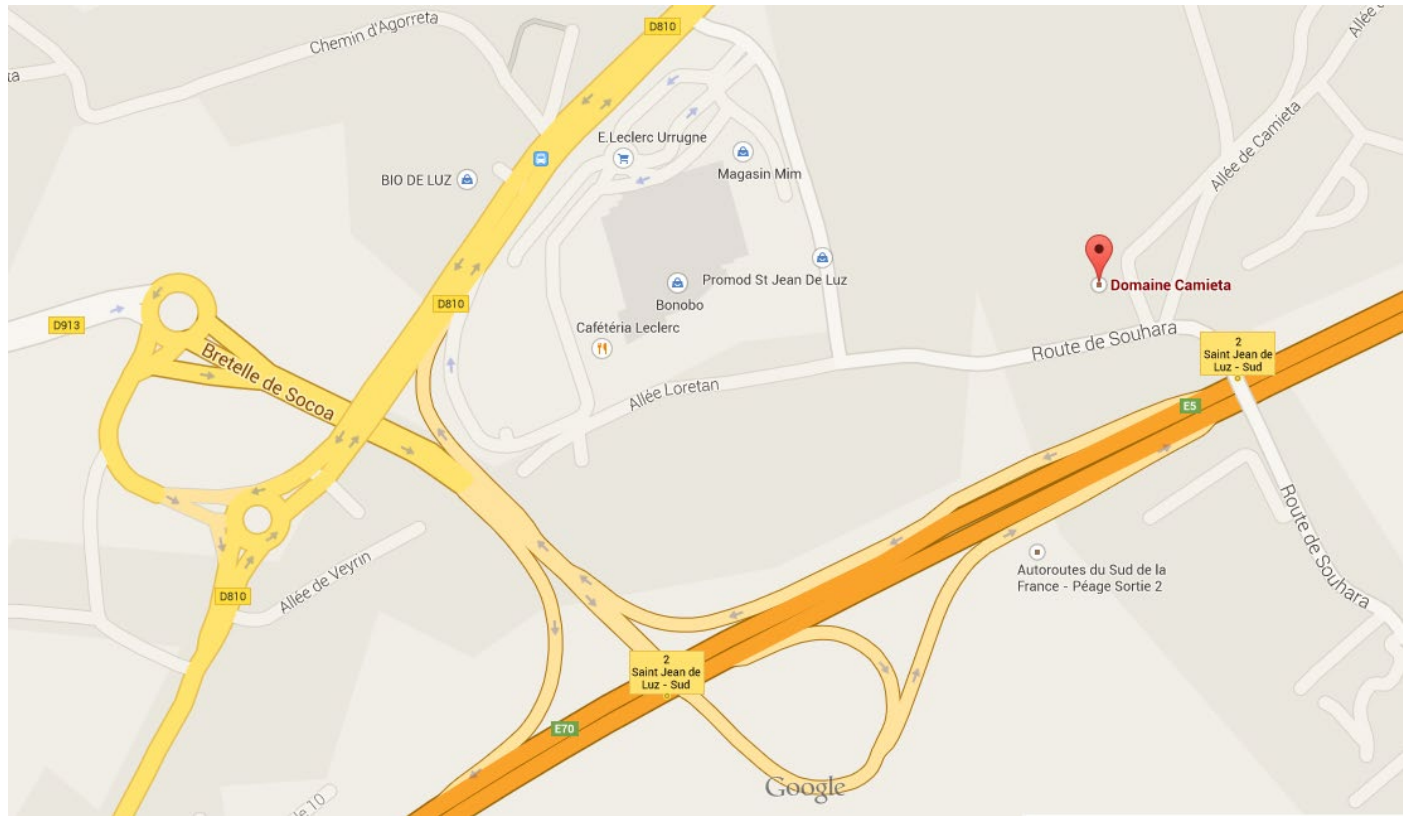 D810
Chemin d'Agorreta
Allée de Camieta
E.Leclerc Urrugne
Magasin Mim
BIO DE LUZ
Promod St Jean De Luz
Bonobo
Domaine Camieta
D810
D913
Cafétéria Leclerc
Bretelle de Socoa
Route de Souhara
2
Saint Jean de
Luz - Sud
Allée Loretan
E5
Route de Souhara
Allée de Veyrin
Autoroutes du Sud de la
France - Péage Sortie 2
D810
2
Saint Jean de
Luz - Sud
E70
Google